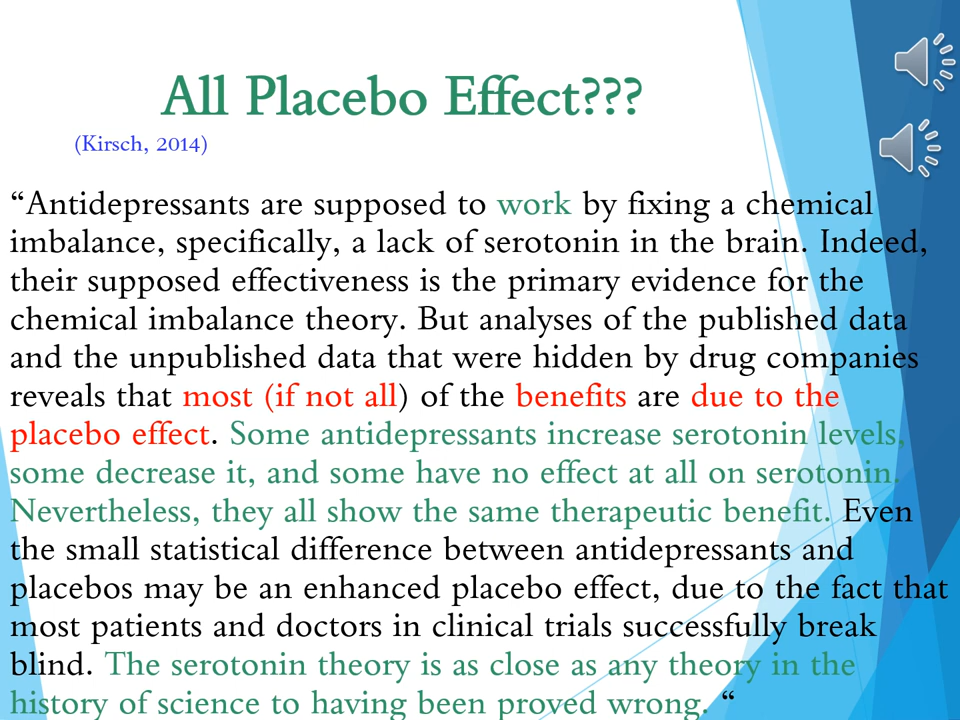 All Placebo Effect???
(Kirsch, 2014)
“Antidepressants are supposed to work by fixing a chemical
imbalance, specifically, a lack of serotonin in the brain. Indeed,
their supposed effectiveness is the primary evidence for the
chemical imbalance theory. But analyses of the published data
and the unpublished data that were hidden by drug companies
reveals that most (if not all) of the benefits are due to the
placebo effect. Some antidepressants increase serotonin levels,
some decrease it, and some have no effect at all on serotonin.
Nevertheless, they all show the same therapeutic benefit. Even
the small statistical difference between antidepressants and
placebos may be an enhanced placebo effect, due to the fact that
most patients and doctors in clinical trials successfully break
blind. The serotonin theory is as close as any theory in the
history of science to having been proved wrong. “